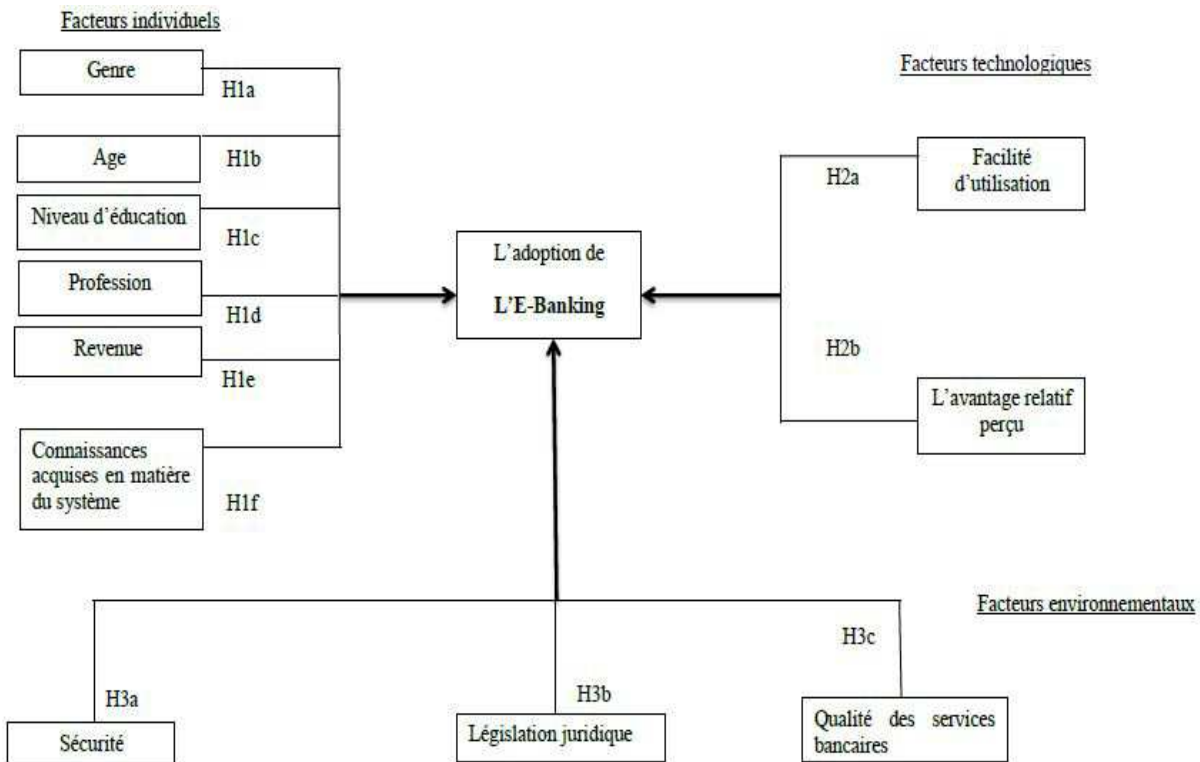 Facteurs individuels
Genre
H1a
Age
H1b
Niveau d’éducation
H1c
Profession
H1d
Revenue
H1e
Connaissances
acquises en matière
du système
H1f
L’adoption de
L’E-Banking
Facteurs technologiques
H2a
Facilité
d’utilisation
H2b
L’avantage relatif
perçu
Facteurs environnementaux
H3a
Sécurité
H3b
Législation juridique
H3c
Qualité des services
bancaires